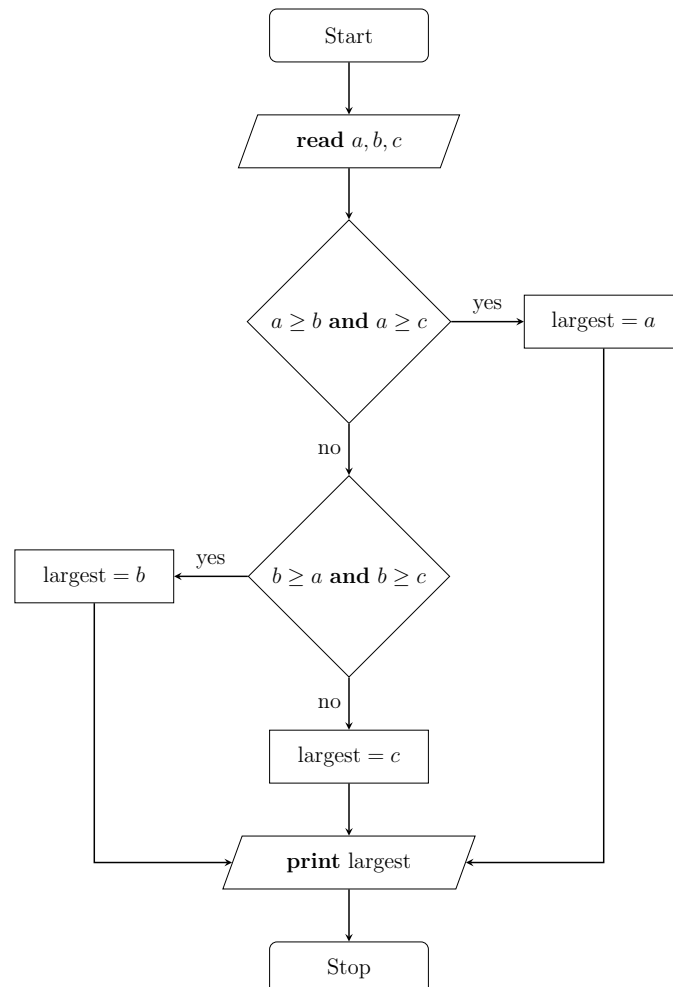 Start
read a, b, c
a ≥ b and a ≥ c
yes
largest = a
no
b ≥ a and b ≥ c
yes
largest = b
no
largest = c
print largest
Stop